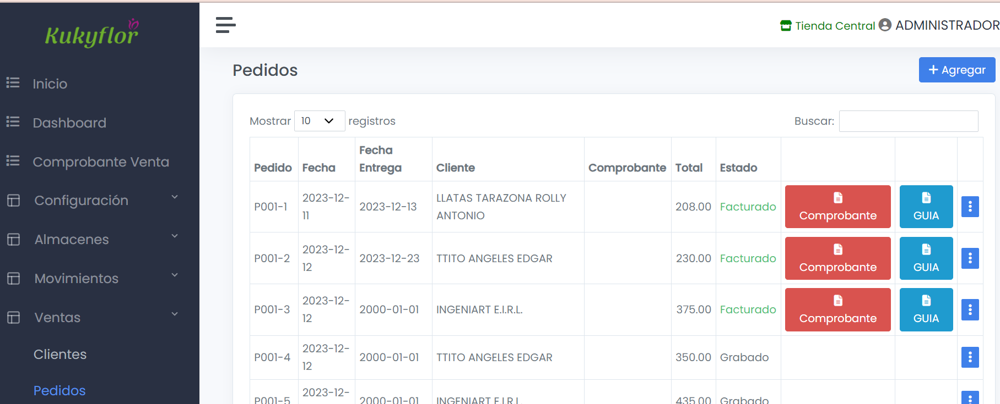 Kukyflor
Tienda Central ADMINISTRADOR
Inicio
Dashboard
Comprobante Venta
Configuración
Almacenes
Movimientos
Ventas
Clientes
Pedidos
Pedidos
+ Agregar
Mostrar 10 registros
Buscar:
Pedido Fecha Fecha Entrega Cliente Comprobante Total Estado
P001-1 2023-12-11 2023-12-13 LLATAS TARAZONA ROLLY ANTONIO 208.00 Facturado Comprobante GUIA
P001-2 2023-12-12 2023-12-23 TTITO ANGELES EDGAR 230.00 Facturado Comprobante GUIA
P001-3 2023-12-12 2000-01-01 INGENIART E.I.R.L. 375.00 Facturado Comprobante GUIA
P001-4 2023-12-12 2000-01-01 TTITO ANGELES EDGAR 350.00 Grabado
P001-5 2023-12- 2000-01-01 INGENIART E.I.R.L. 435.00 Grabado